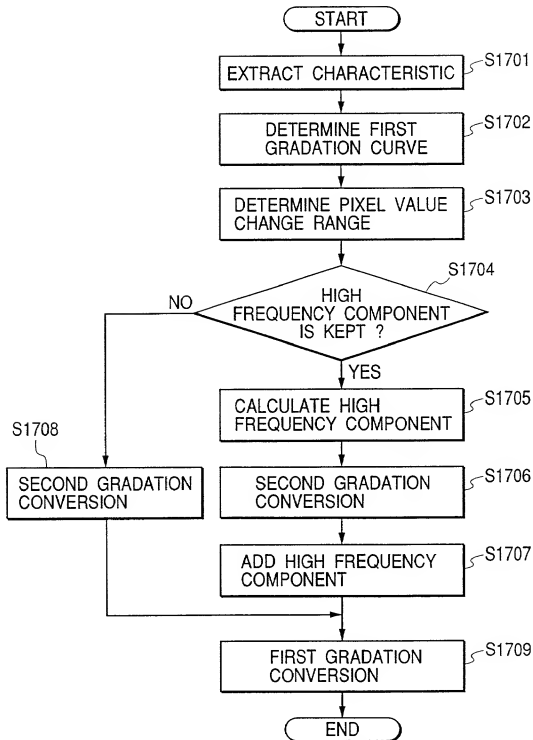 START
EXTRACT CHARACTERISTIC
S1701
DETERMINE FIRST
GRADATION CURVE
S1702
DETERMINE PIXEL VALUE
CHANGE RANGE
S1703
HIGH
FREQUENCY COMPONENT
IS KEPT ?
S1704
NO
YES
CALCULATE HIGH
FREQUENCY COMPONENT
S1705
S1708
SECOND GRADATION
CONVERSION
SECOND GRADATION
CONVERSION
S1706
ADD HIGH FREQUENCY
COMPONENT
S1707
FIRST GRADATION
CONVERSION
S1709
END